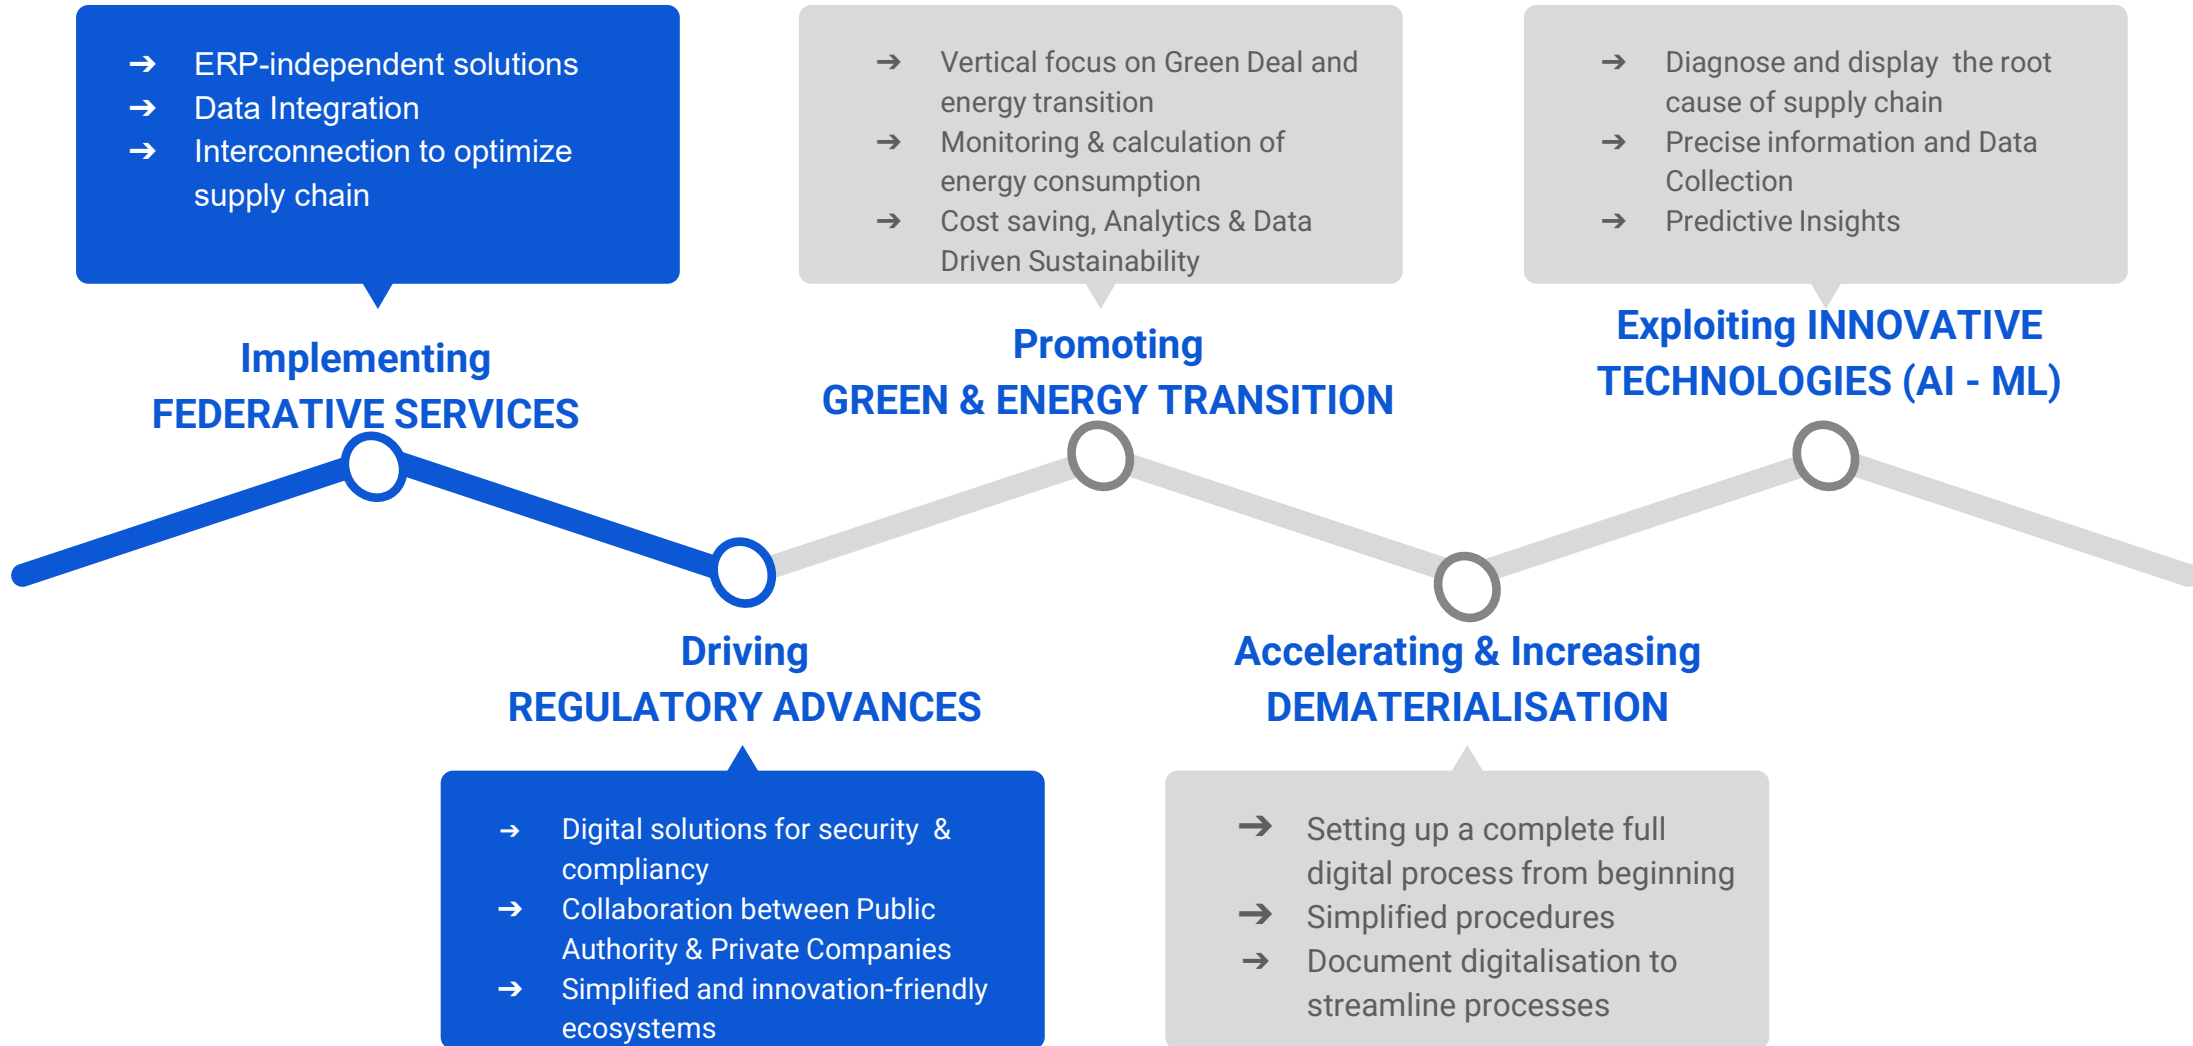 ➔ ERP-independent solutions
➔ Data Integration
➔ Interconnection to optimize
supply chain
Implementing
FEDERATIVE SERVICES
➔ Vertical focus on Green Deal and
energy transition
➔ Monitoring & calculation of
energy consumption
➔ Cost saving, Analytics & Data
Driven Sustainability
Promoting
GREEN & ENERGY TRANSITION
➔ Diagnose and display the root
cause of supply chain
➔ Precise information and Data
Collection
➔ Predictive Insights
Exploiting INNOVATIVE
TECHNOLOGIES (AI - ML)
Driving
REGULATORY ADVANCES
➔ Digital solutions for security &
compliancy
➔ Collaboration between Public
Authority & Private Companies
➔ Simplified and innovation-friendly
ecosystems
Accelerating & Increasing
DEMATERIALISATION
➔ Setting up a complete full
digital process from beginning
➔ Simplified procedures
➔ Document digitalisation to
streamline processes